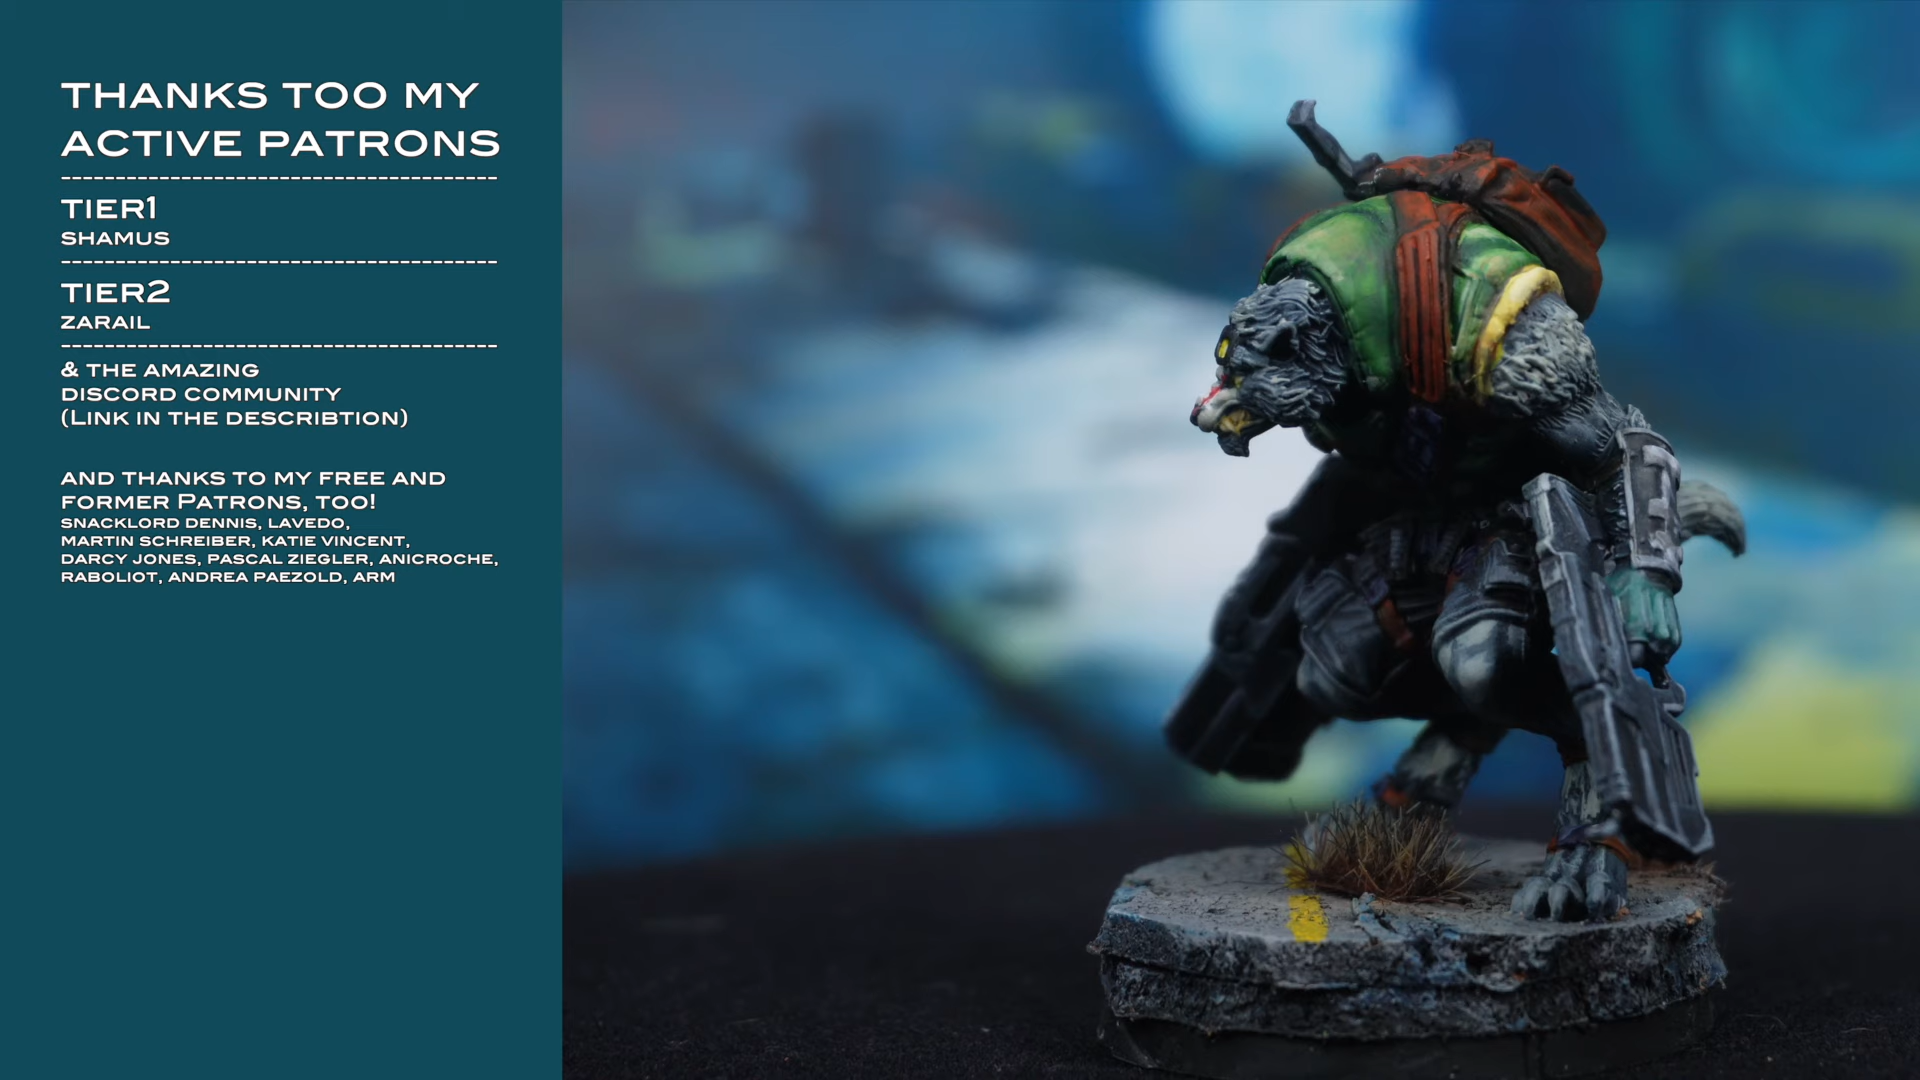 THANKS TOO MY
ACTIVE PATRONS
----------------------------------------
TIER1
SHAMUS
----------------------------------------
TIER2
ZARAIL
----------------------------------------
& THE AMAZING
DISCORD COMMUNITY
(LINK IN THE DESCRIBTION)
AND THANKS TO MY FREE AND
FORMER PATRONS, TOO!
SNACKLORD DENNIS, LAVEDO,
MARTIN SCHREIBER, KATIE VINCENT,
DARCY JONES, PASCAL ZIEGLER, ANICROCHE,
RABOLIOT, ANDREA PAEZOLD, ARM